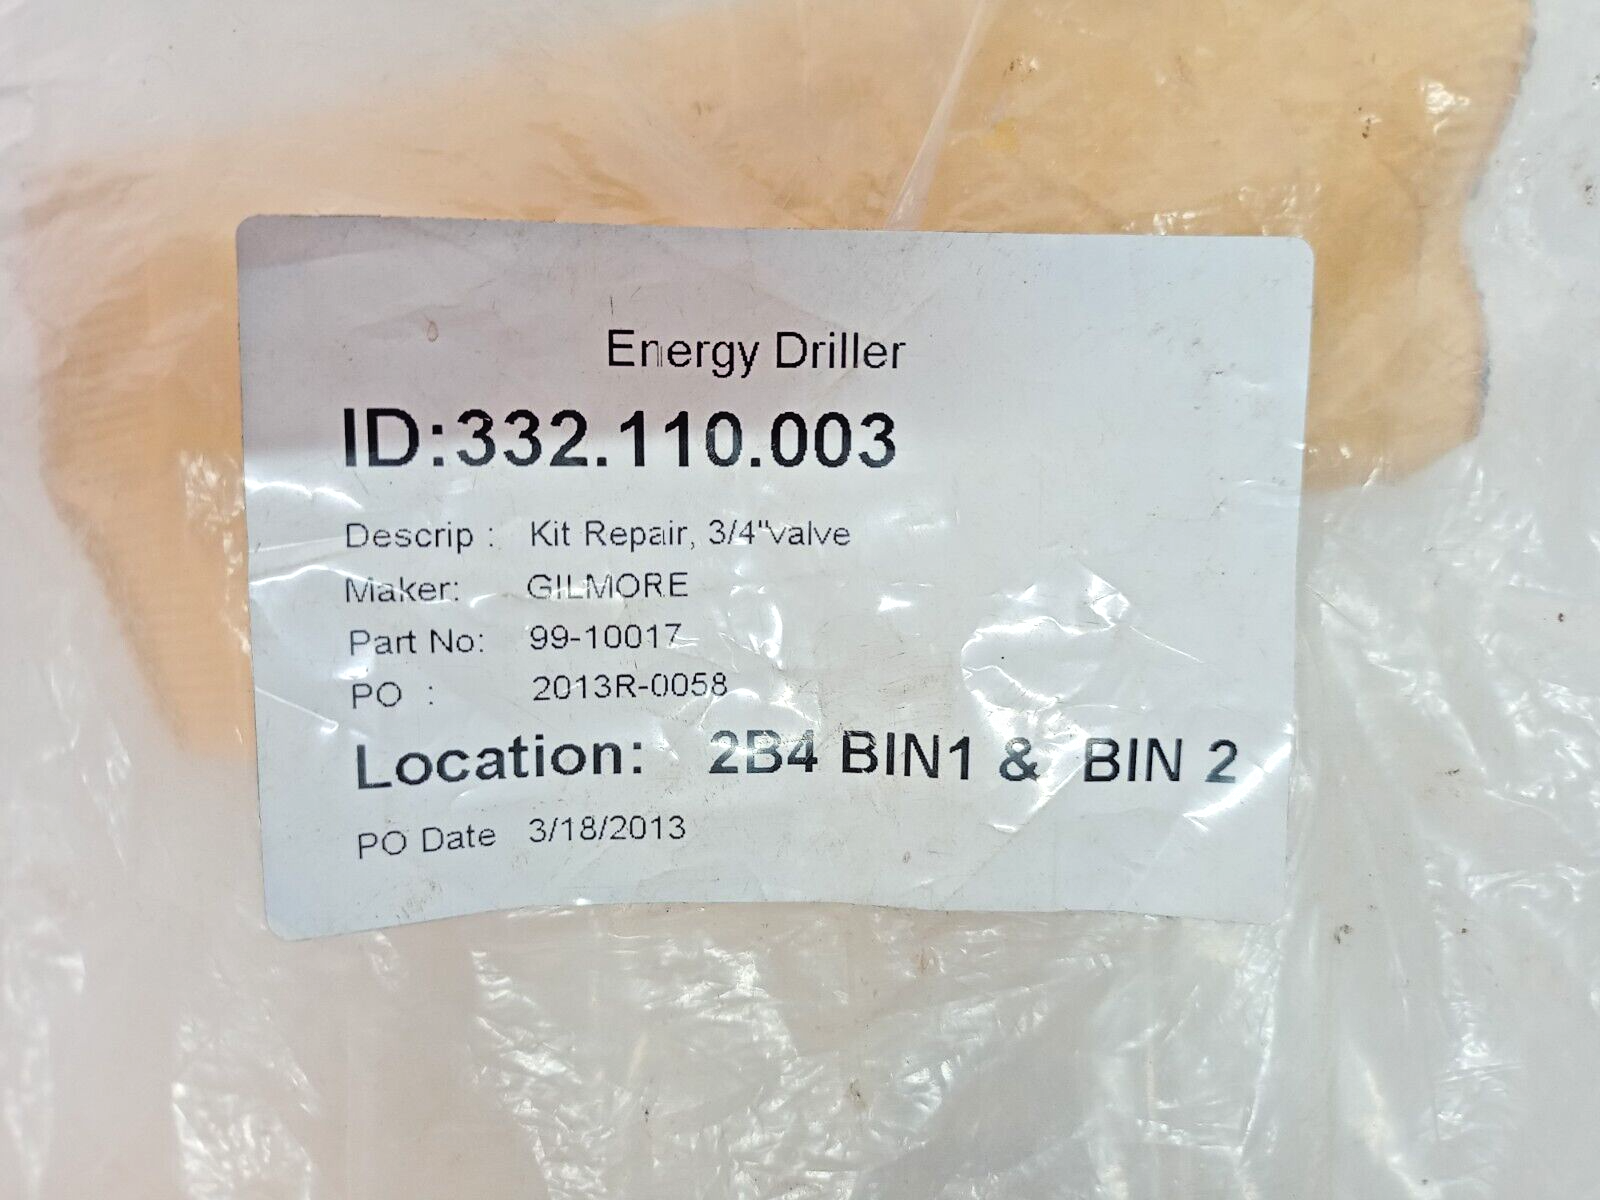 Energy Driller
ID:332.110.003
Descrip : Kit Repair, 3/4"valve
Maker: GILMORE
Part No: 99-10017
PO : 2013R-0058
Location: 2B4 BIN1 & BIN 2
PO Date 3/18/2013